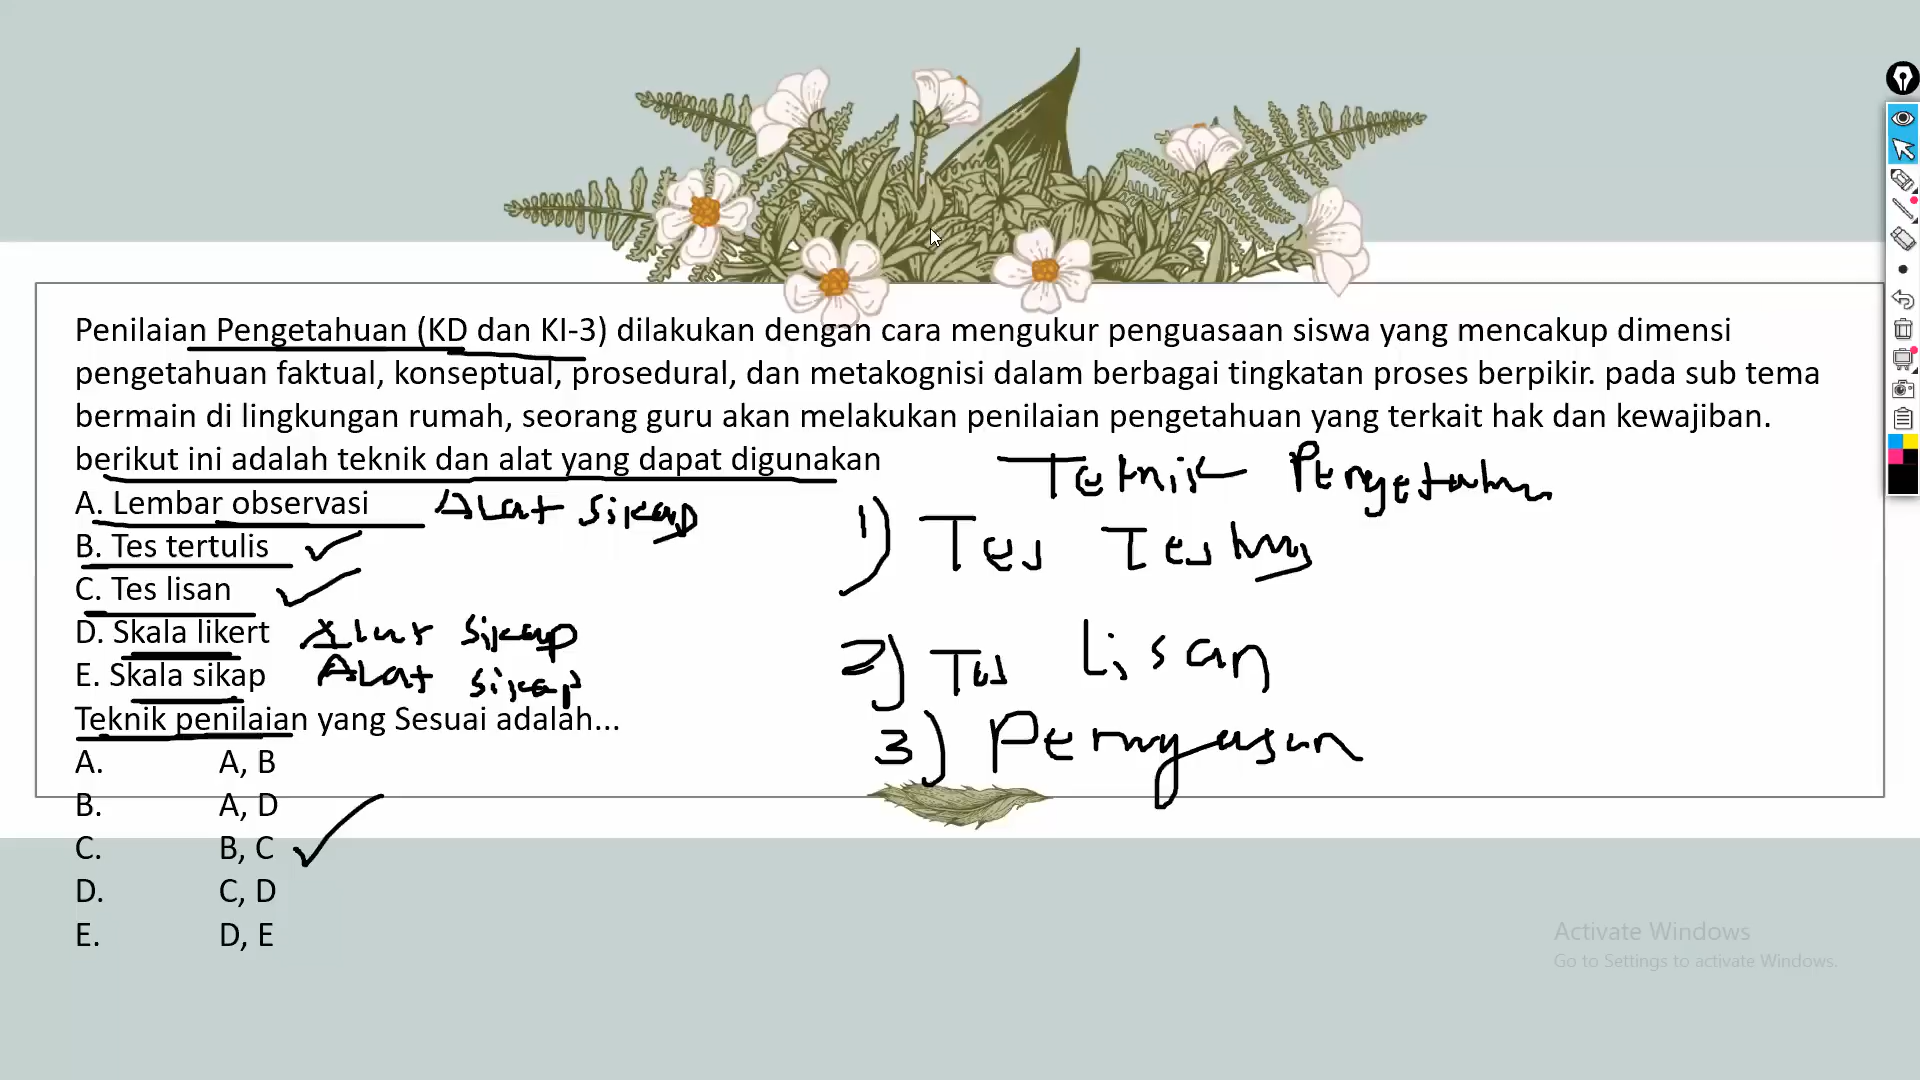 Penilaian Pengetahuan (KD dan KI-3) dilakukan dengan cara mengukur penguasaan siswa yang mencakup dimensi
pengetahuan faktual, konseptual, prosedural, dan metakognisi dalam berbagai tingkatan proses berpikir. pada sub tema
bermain di lingkungan rumah, seorang guru akan melakukan penilaian pengetahuan yang terkait hak dan kewajiban.
berikut ini adalah teknik dan alat yang dapat digunakan
Teknik
A. Lembar observasi Alat Sikap
B. Tes tertulis
1) Tes
C. Tes lisan
D. Skala likert Alat Sikap
2) Tes Lisan
E. Skala sikap Alat sikap
Teknik penilaian yang Sesuai adalah...
3)
A. A, B
B. A, D
C. B, C
D. C, D
E. D, E
Activate Windows
Go to Settings to activate Windows.